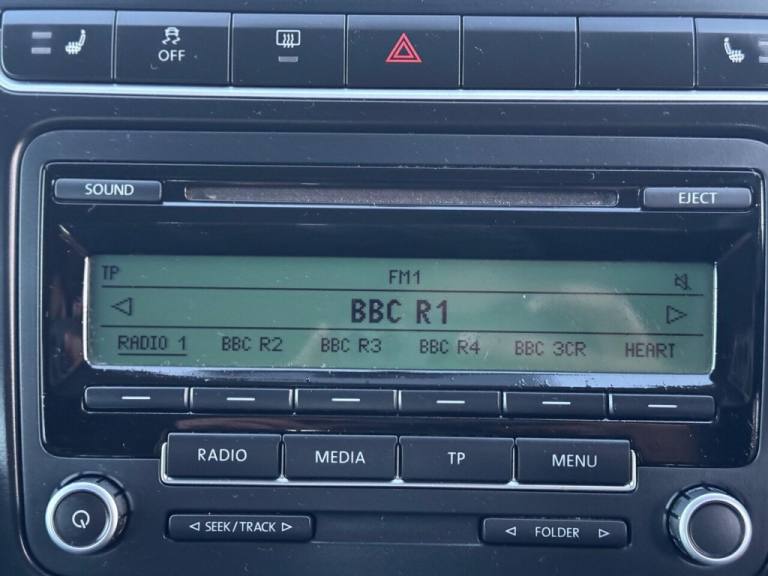 OFF
SOUND EJECT
TP FM1
BBC R1
RADIO 1 BBC R2 BBC R3 BBC R4 BBC 3CR HEART
RADIO MEDIA TP MENU
SEEK/TRACK FOLDER